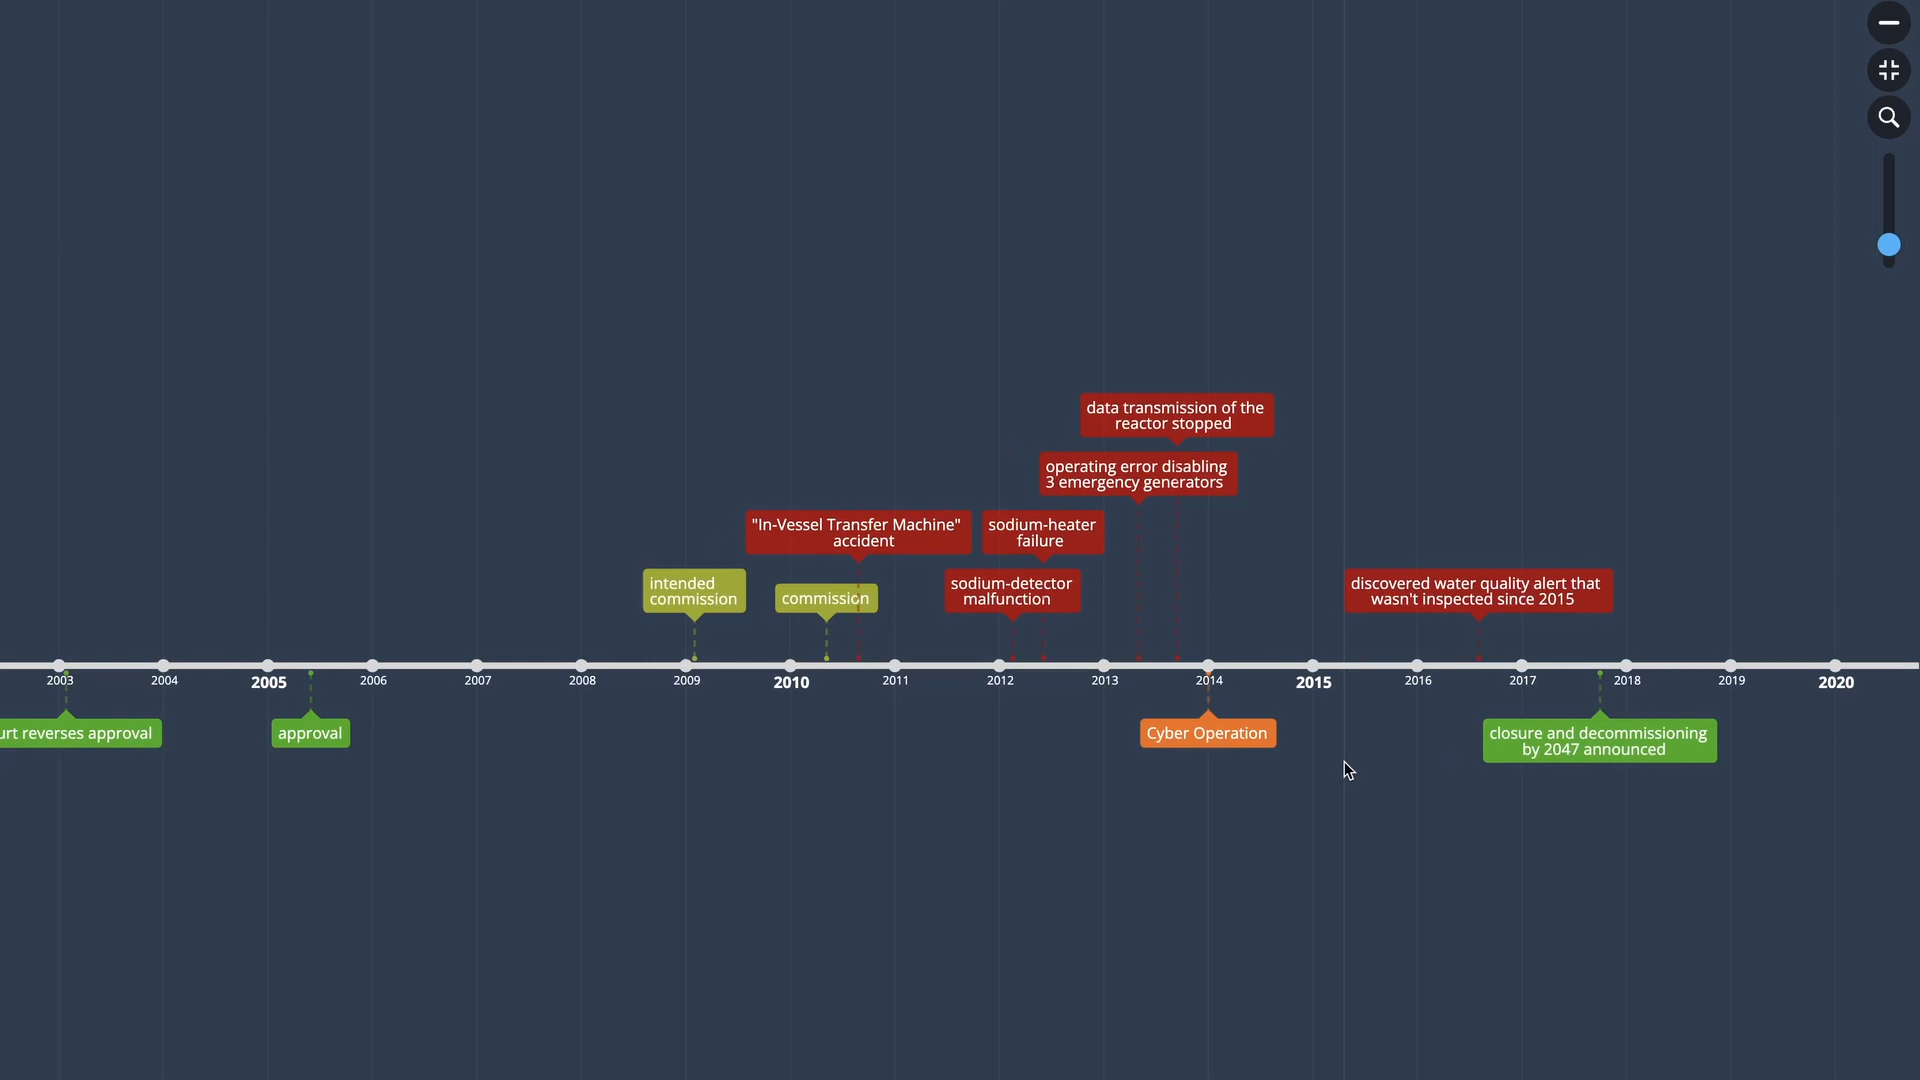 data transmission of the
reactor stopped
operating error disabling
3 emergency generators
"In-Vessel Transfer Machine"
accident
sodium-heater
failure
intended
commission
commission
sodium-detector
malfunction
discovered water quality alert that
wasn't inspected since 2015
2003 2004 2005 2006 2007 2008 2009 2010 2011 2012 2013 2014 2015 2016 2017 2018 2019 2020
urt reverses approval
approval
Cyber Operation
closure and decommissioning
by 2047 announced